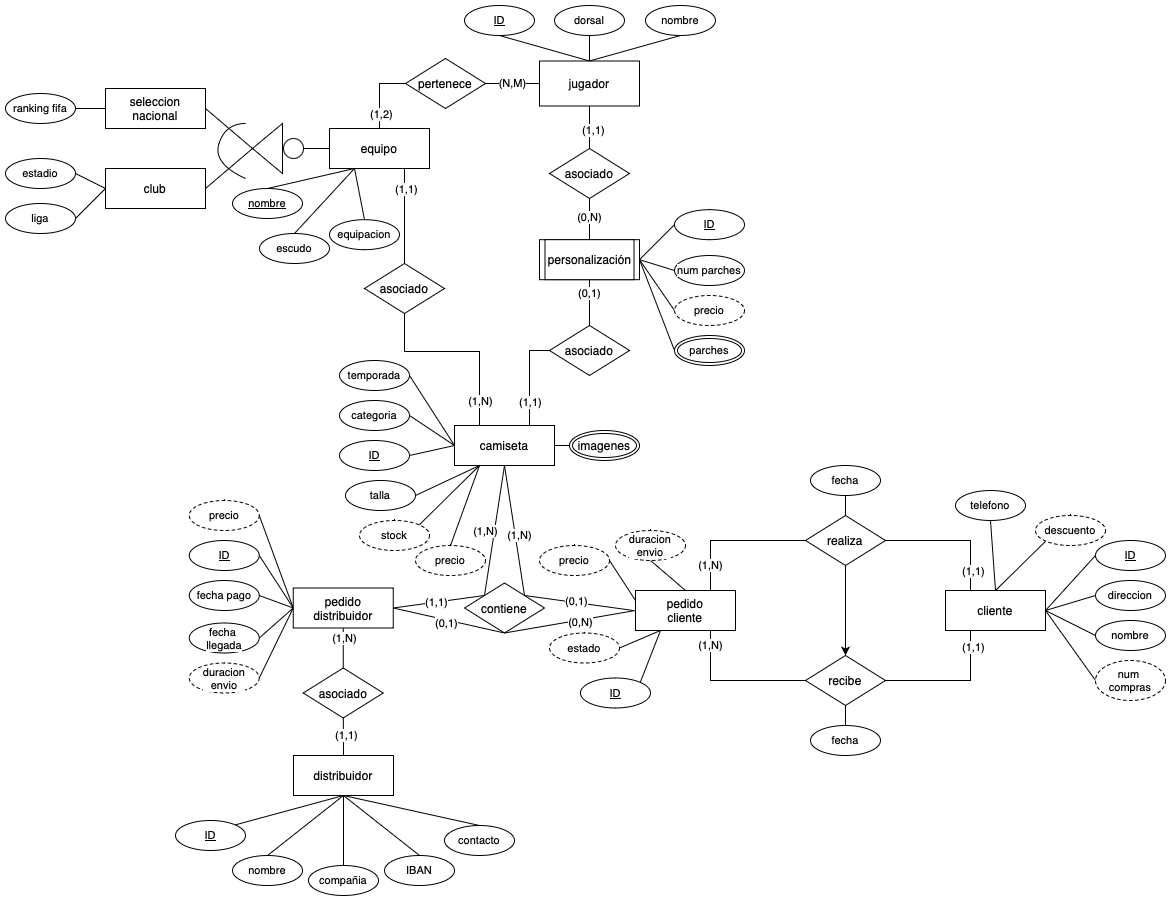 ID
dorsal
nombre
pertenece
(N,M)
jugador
ranking fifa
seleccion
nacional
(1,2)
(1,1)
equipo
estadio
club
asociado
liga
(1,1)
nombre
(0,N)
ID
escudo
equipacion
personalización
num parches
asociado
(0,1)
precio
asociado
parches
temporada
(1,N)
(1,1)
categoria
camiseta
imagenes
ID
talla
fecha
precio
stock
(1,N)
(1,N)
duracion
envio
realiza
telefono
descuento
ID
precio
precio
ID
(1,N)
(1,1)
fecha pago
pedido
distribuidor
(1,1)
contiene
(0,1)
pedido
cliente
cliente
direccion
fecha
llegada
(1,N)
(0,1)
(0,N)
estado
(1,N)
(1,1)
nombre
duracion
envio
asociado
ID
recibe
num
compras
(1,1)
fecha
distribuidor
ID
nombre
compañia
IBAN
contacto